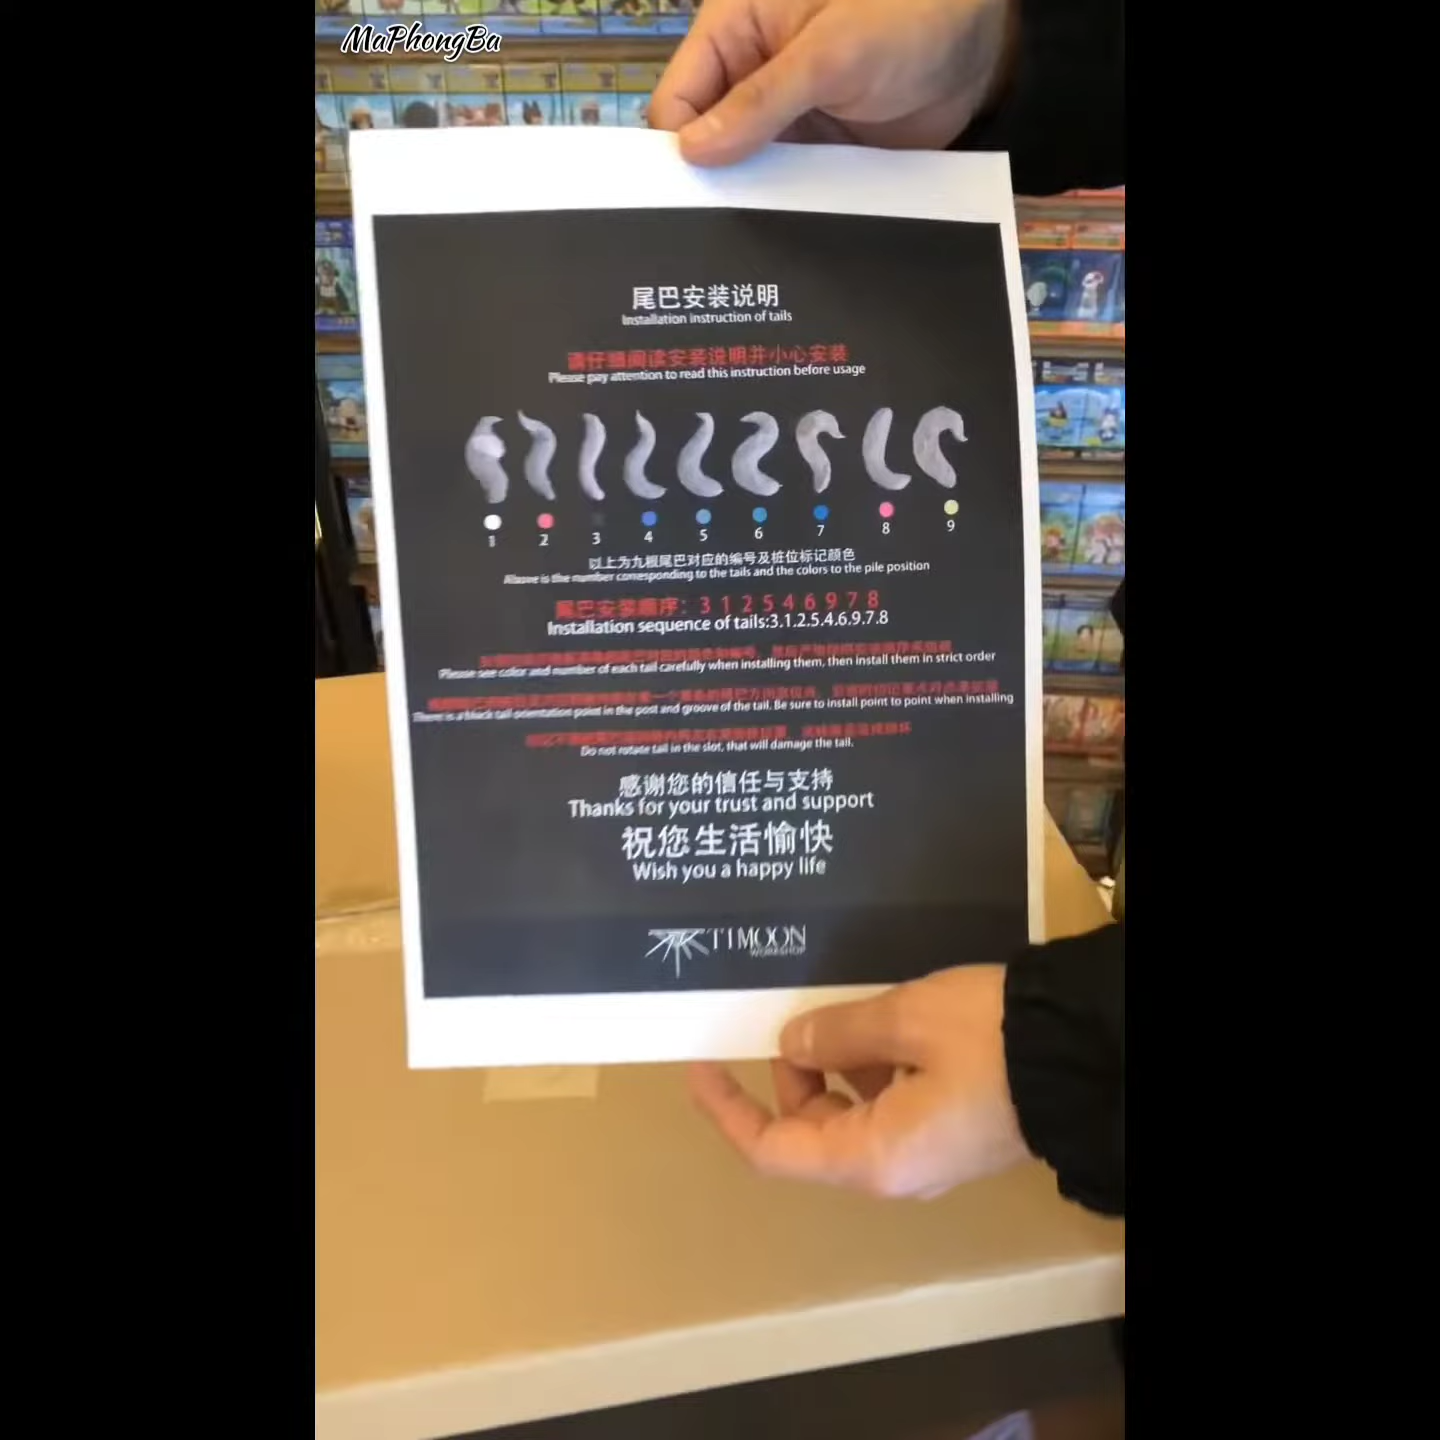 MaPhongBa
尾巴安装说明
Installation instruction of tails
请仔细阅读安装说明并小心安装
Please pay attention to read this instruction before usage
1 2 3 4 5 6 7 8 9
以上为九根尾巴对应的编号及桩位标记颜色
Above is the number corresponding to the tails and the colors to the pile position
尾巴安装顺序: 3 1 2 5 4 6 9 7 8
Installation sequence of tails:3.1.2.5.4.6.9.7.8
Please see color and number of each tail carefully when installing them, then install them in strict order
There is a black tail orientation point in the post and groove of the tail. Be sure to install point to point when installing
Do not rotate tail in the slot, that will damage the tail.
感谢您的信任与支持
Thanks for your trust and support
祝您生活愉快
Wish you a happy life
T1MOON
WORKSHOP